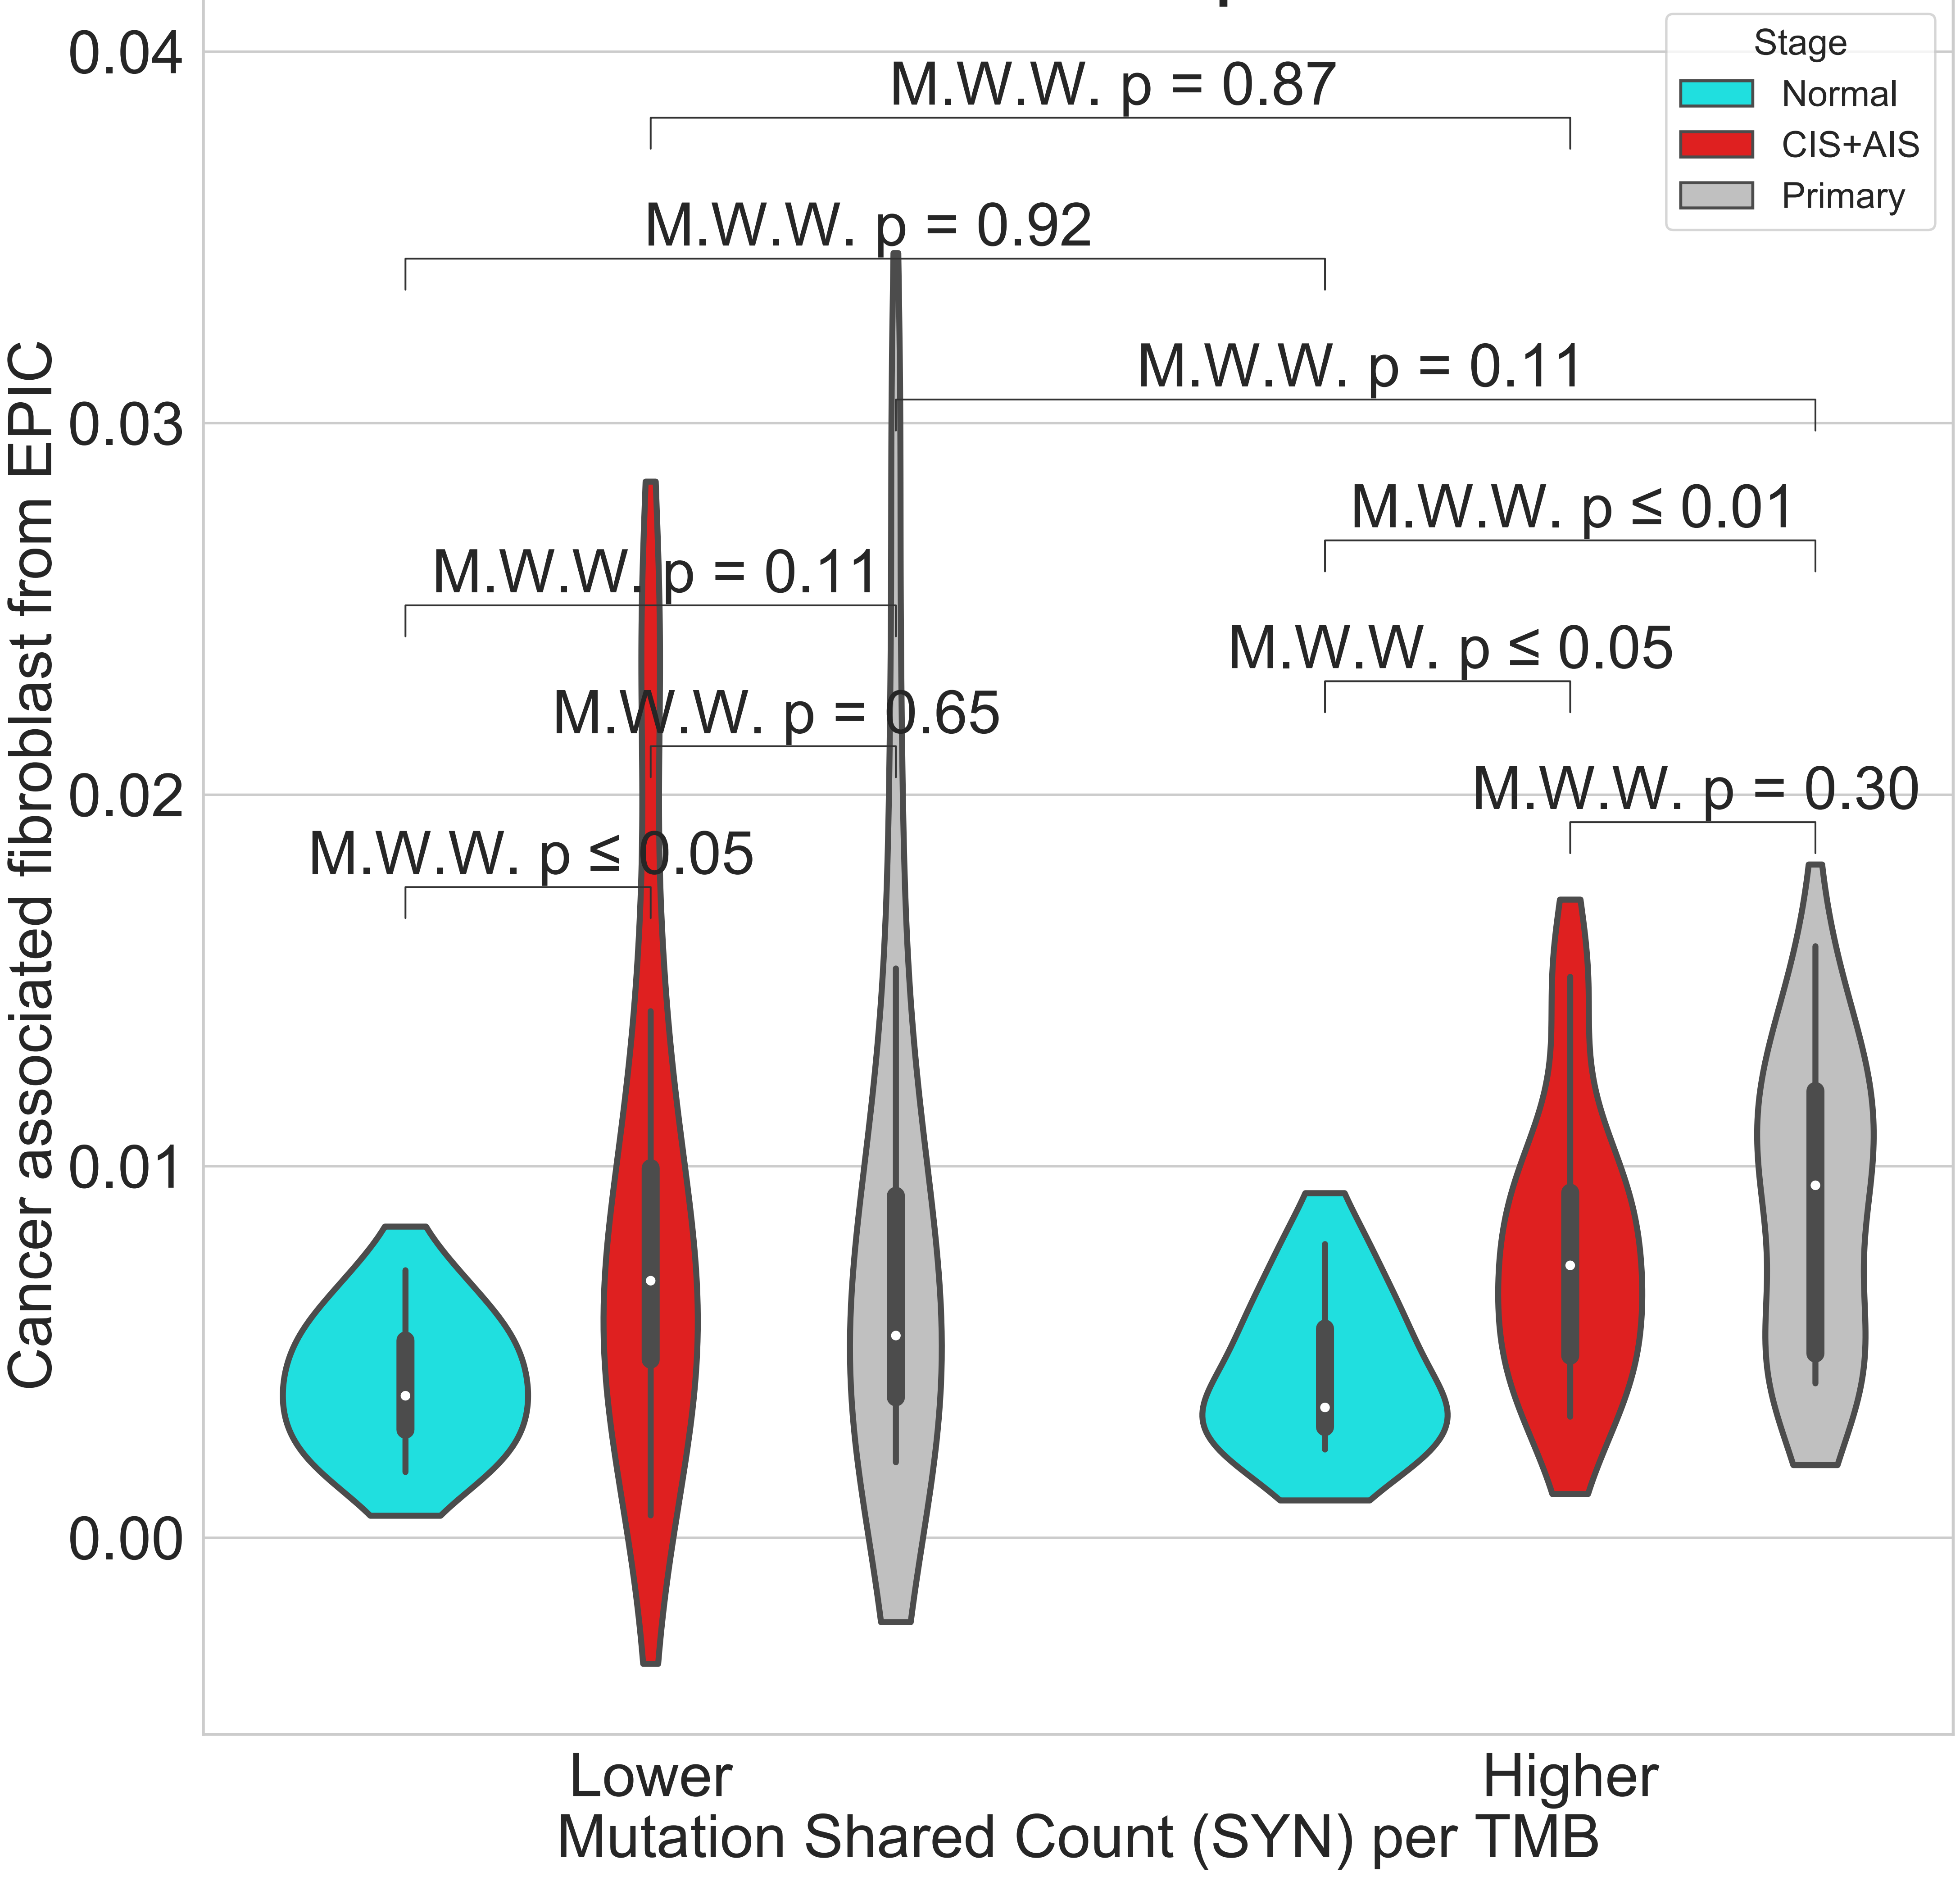 0.04
0.03
0.02
0.01
0.00
Cancer associated fibroblast from EPIC
Stage
Normal
CIS+AIS
Primary
M.W.W. p = 0.87
M.W.W. p = 0.92
M.W.W. p = 0.11
M.W.W. p ≤ 0.01
M.W.W. p = 0.11
M.W.W. p ≤ 0.05
M.W.W. p = 0.65
M.W.W. p = 0.30
M.W.W. p ≤ 0.05
Lower
Higher
Mutation Shared Count (SYN) per TMB